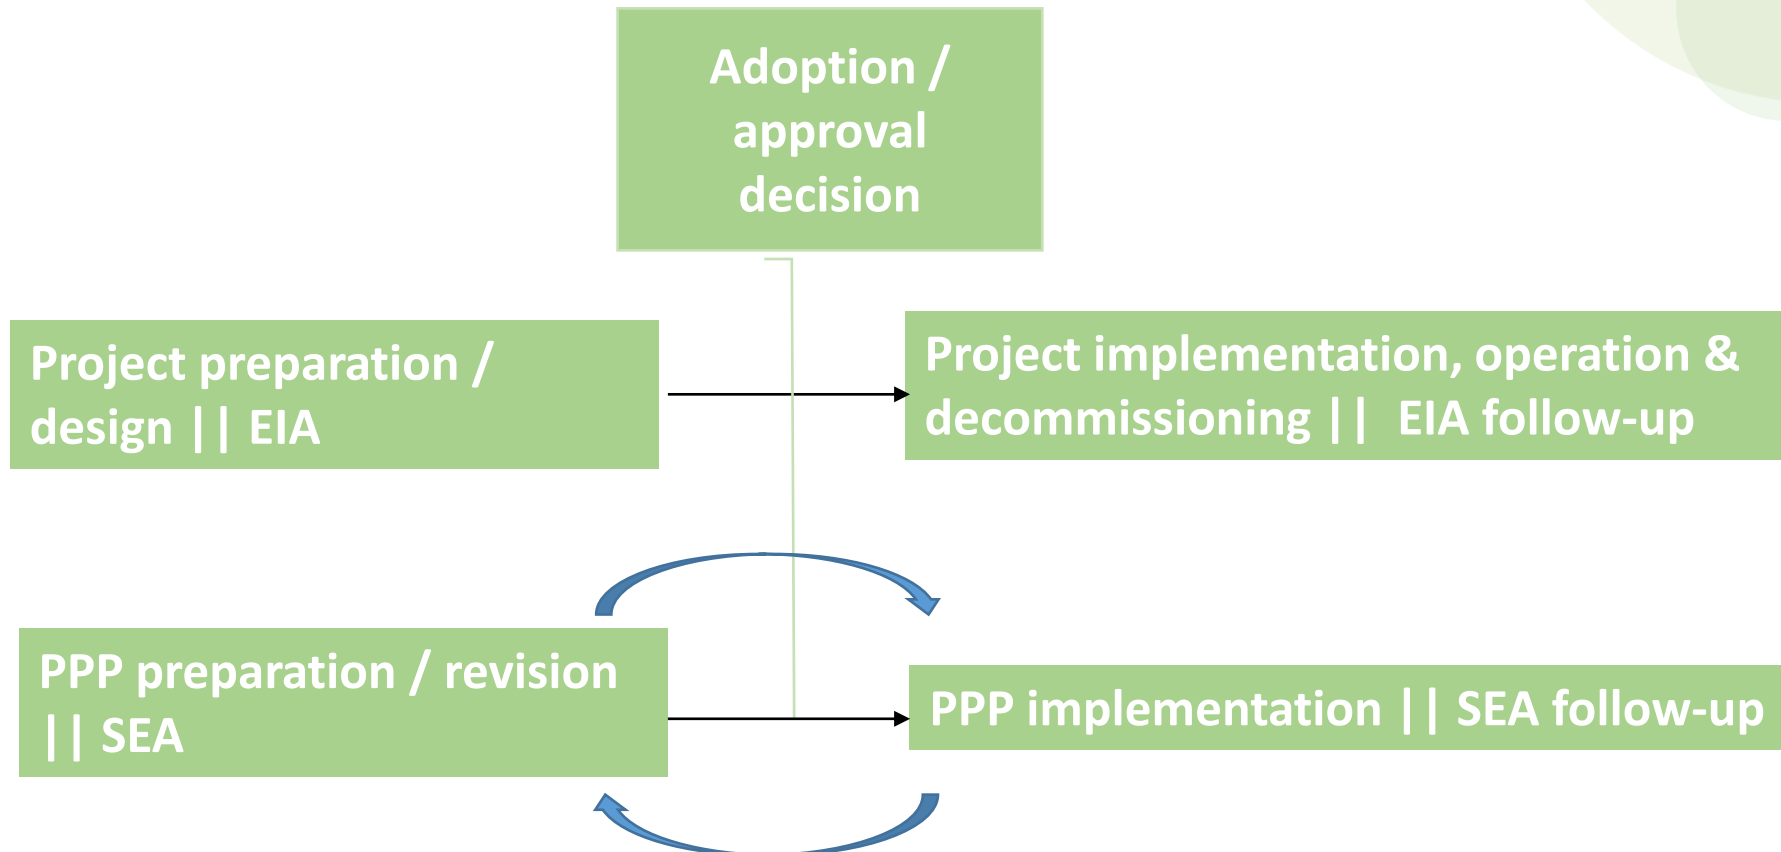 Adoption /
approval
decision
Project preparation /
design || EIA
Project implementation, operation &
decommissioning || EIA follow-up
PPP preparation / revision
|| SEA
PPP implementation || SEA follow-up